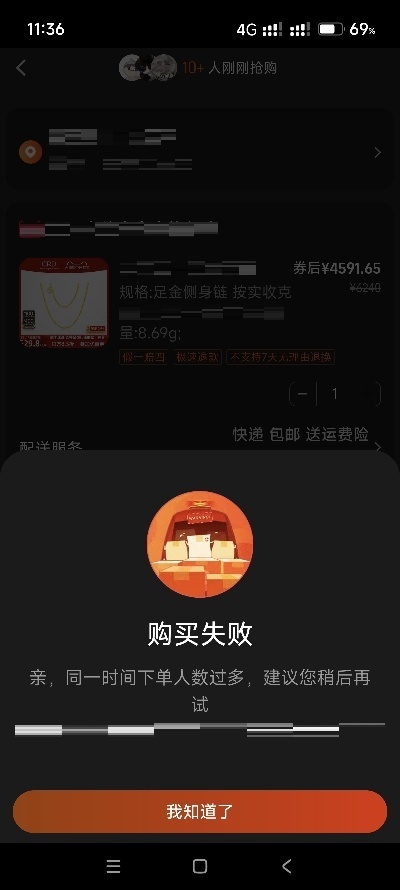 11:36
4G
69%
10+ 人刚刚抢购
券后¥4591.65
规格:足金侧身链 按实收克
¥6240
量:8.69g;
假一赔四 极速退款 不支持7天无理由退换
1
快递 包邮 送运费险
配送服务
购买失败
亲，同一时间下单人数过多，建议您稍后再
试
我知道了